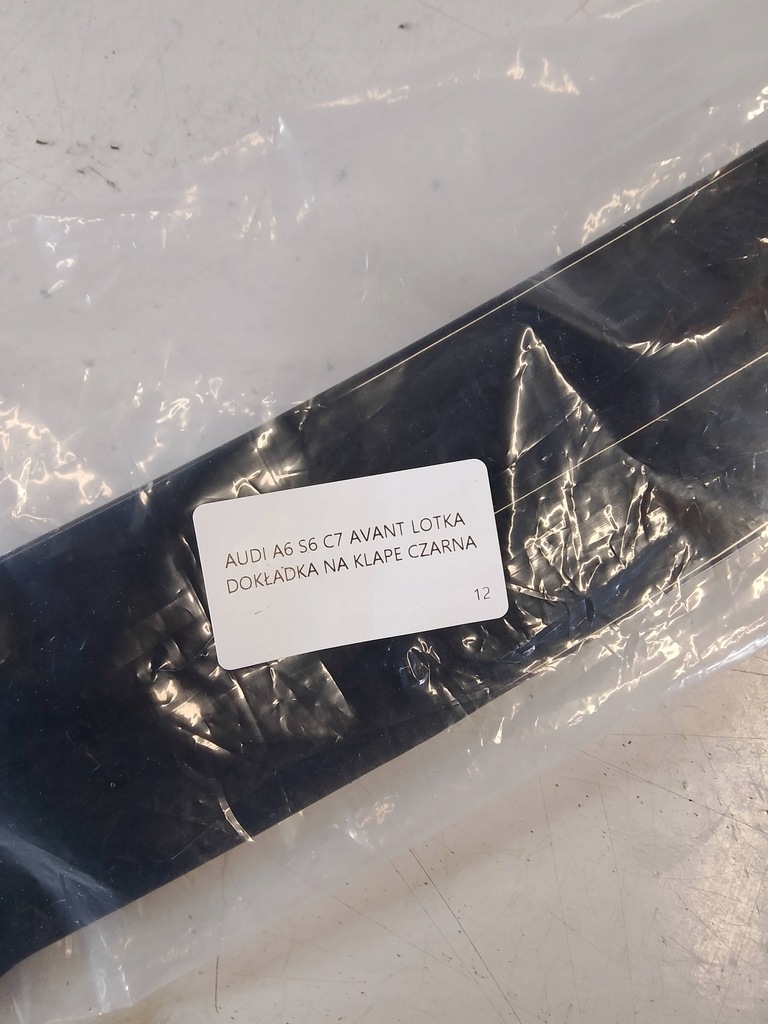 AUDI A6 S6 C7 AVANT LOTKA
DOKŁADKA NA KLAPE CZARNA
12